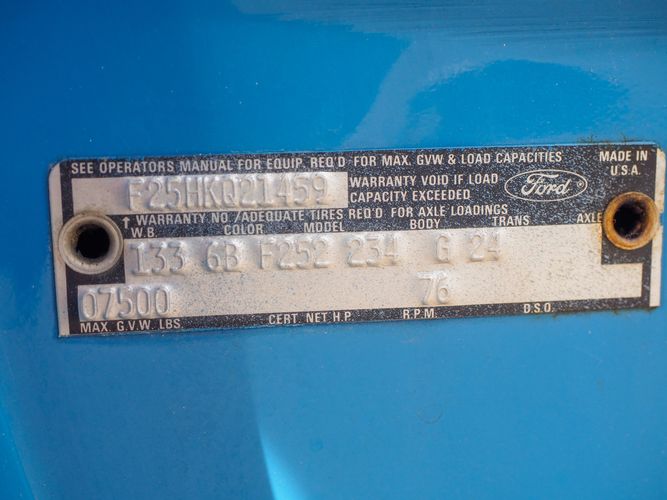 SEE OPERATORS MANUAL FOR EQUIP. REQ'D FOR MAX. GVW & LOAD CAPACITIES MADE IN U.S.A.
F25HKQ21459 WARRANTY VOID IF LOAD CAPACITY EXCEEDED Ford
↑ WARRANTY NO./ADEQUATE TIRES REQ'D FOR AXLE LOADINGS
W.B. COLOR MODEL BODY TRANS AXLE
133 6B F252 234 G 24
07500 76
MAX. G.V.W. LBS CERT. NET H.P. R.P.M. D.S.O.